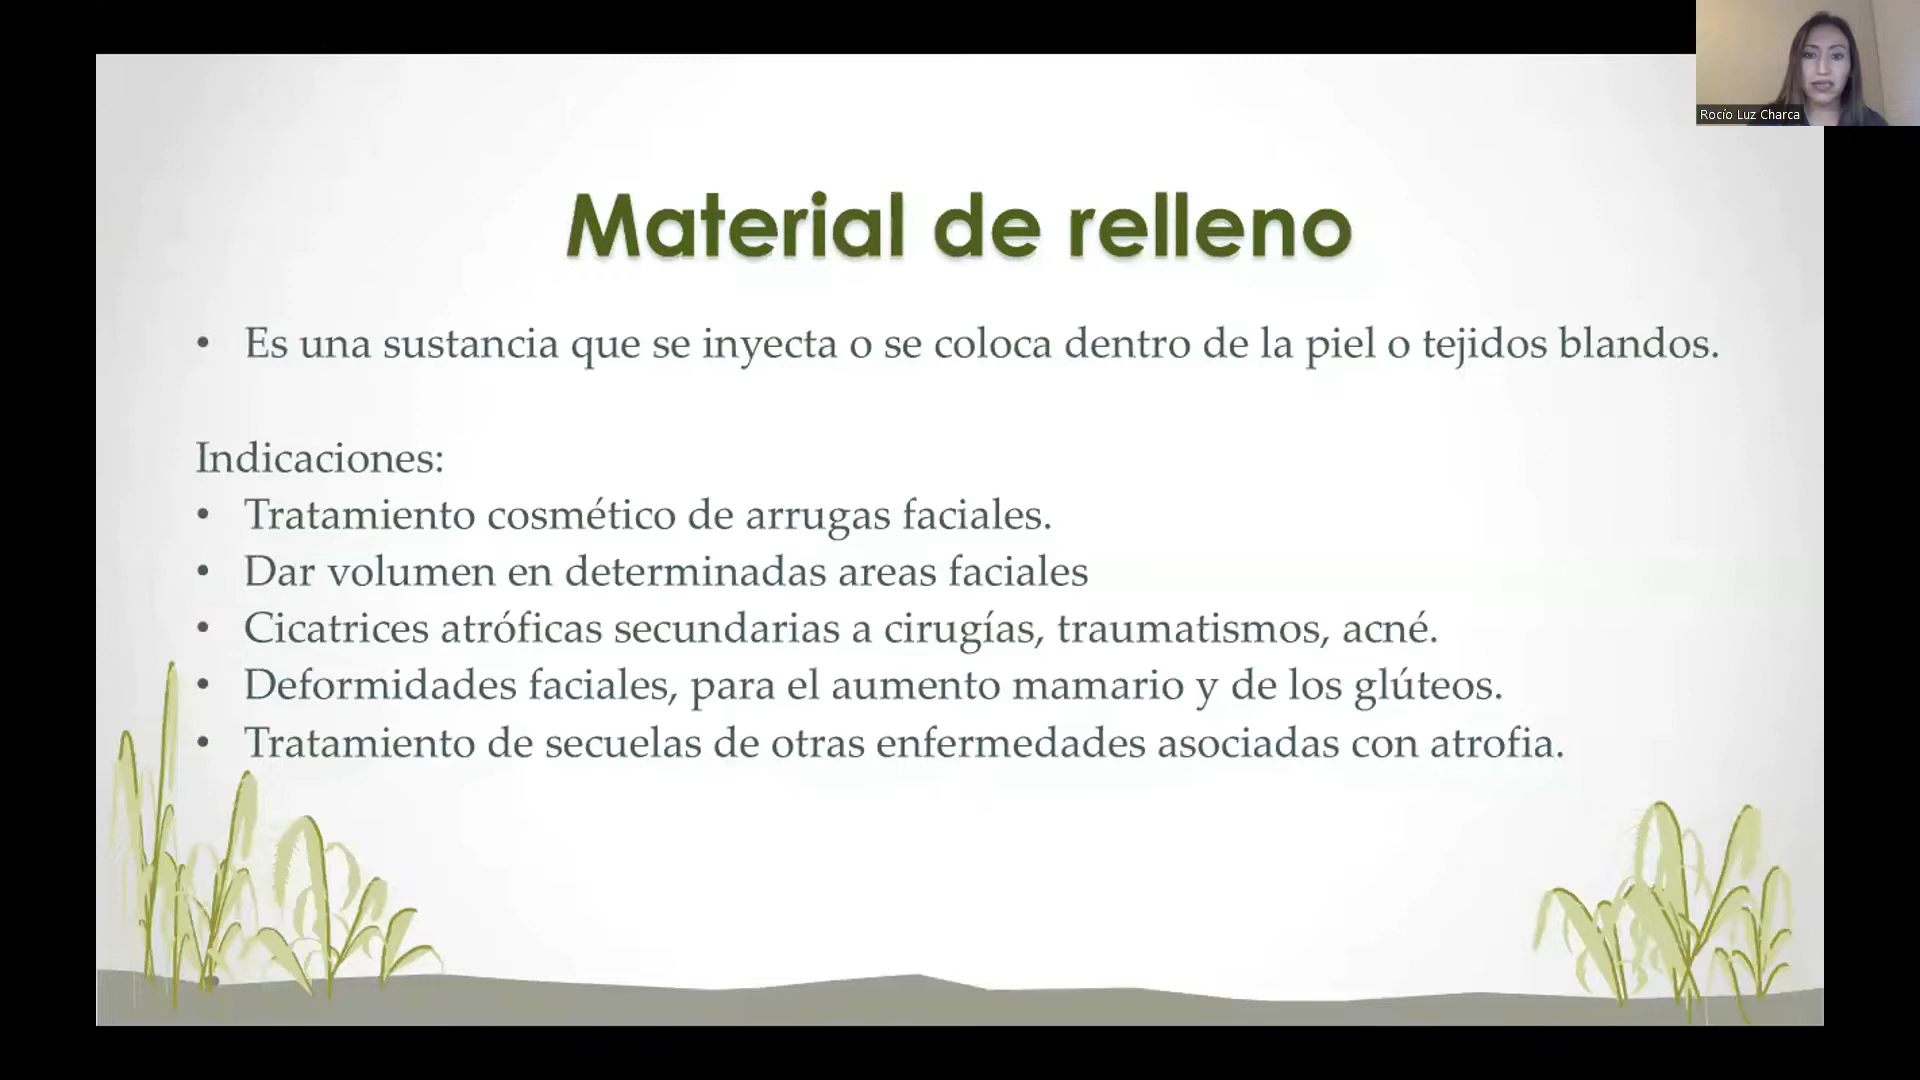 Rocío Luz Charca
Material de relleno
• Es una sustancia que se inyecta o se coloca dentro de la piel o tejidos blandos.
Indicaciones:
• Tratamiento cosmético de arrugas faciales.
• Dar volumen en determinadas areas faciales
• Cicatrices atróficas secundarias a cirugías, traumatismos, acné.
• Deformidades faciales, para el aumento mamario y de los glúteos.
• Tratamiento de secuelas de otras enfermedades asociadas con atrofia.